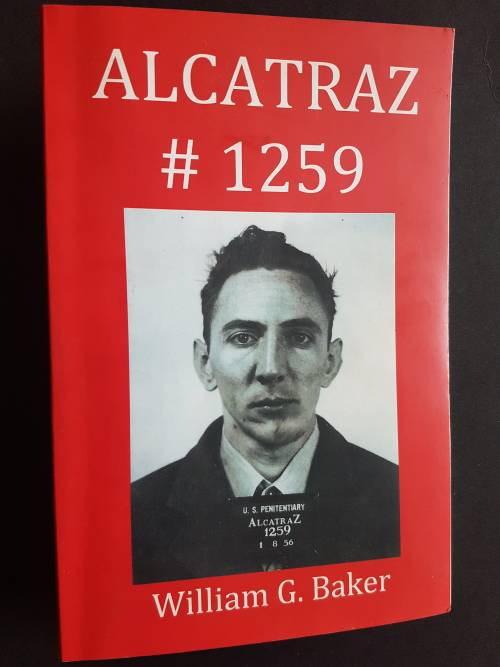 ALCATRAZ
# 1259
U. S. PENITENTIARY
ALCATRAZ
1259
1 8 56
William G. Baker